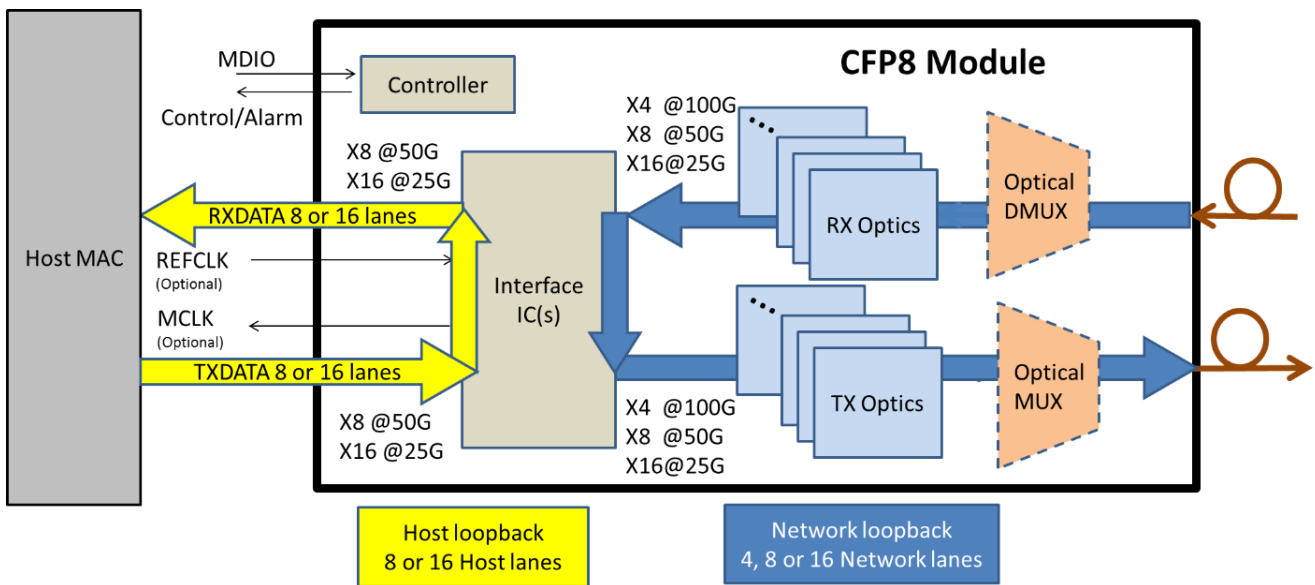 CFP8 Module
MDIO
Controller
Control/Alarm
X8 @50G
X16 @25G
X4 @100G
X8 @50G
X16@25G
RXDATA 8 or 16 lanes
Host MAC
REFCLK
(Optional)
MCLK
(Optional)
TXDATA 8 or 16 lanes
Interface
IC(s)
RX Optics
Optical
DMUX
TX Optics
Optical
MUX
X8 @50G
X16 @25G
X4 @100G
X8 @50G
X16@25G
Host loopback
8 or 16 Host lanes
Network loopback
4, 8 or 16 Network lanes